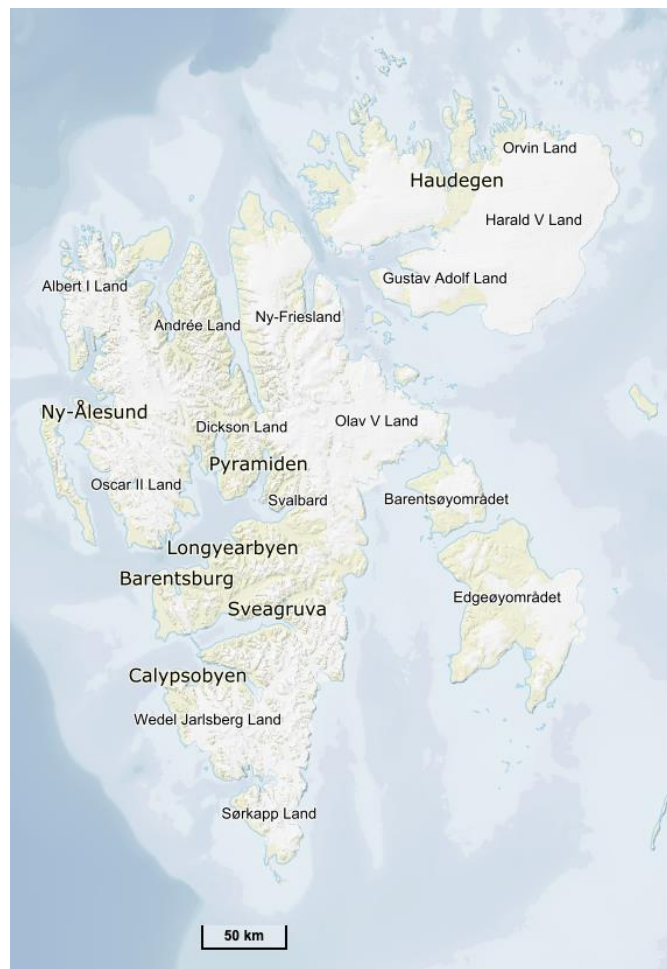 Orvin Land
Haudegen
Harald V Land
Gustav Adolf Land
Albert I Land
Ny-Friesland
Andrée Land
Ny-Ålesund
Olav V Land
Dickson Land
Pyramiden
Oscar II Land
Svalbard
Barentsøyområdet
Longyearbyen
Barentsburg
Edgeøyområdet
Sveagruva
Calypsobyen
Wedel Jarlsberg Land
Sørkapp Land
50 km